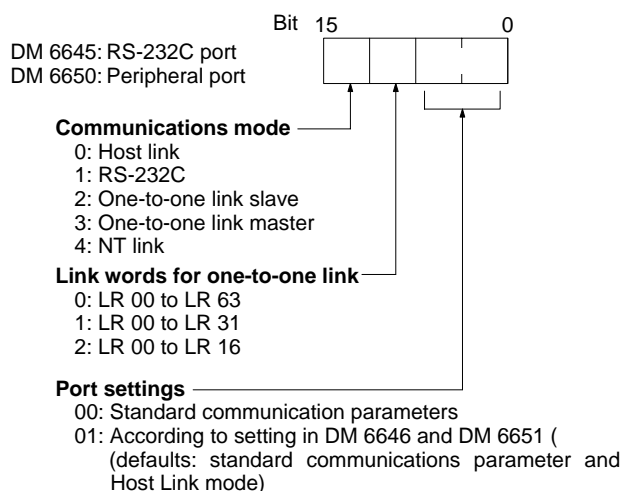 Bit 15 0
DM 6645: RS-232C port
DM 6650: Peripheral port
Communications mode
0: Host link
1: RS-232C
2: One-to-one link slave
3: One-to-one link master
4: NT link
Link words for one-to-one link
0: LR 00 to LR 63
1: LR 00 to LR 31
2: LR 00 to LR 16
Port settings
00: Standard communication parameters
01: According to setting in DM 6646 and DM 6651 (
(defaults: standard communications parameter and
Host Link mode)